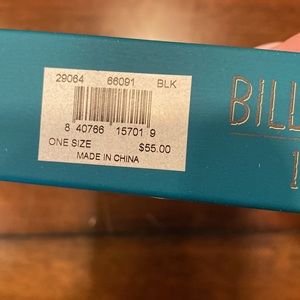 29064 66091 BLK
8 40766 15701 9
ONE SIZE $55.00
MADE IN CHINA
BILL